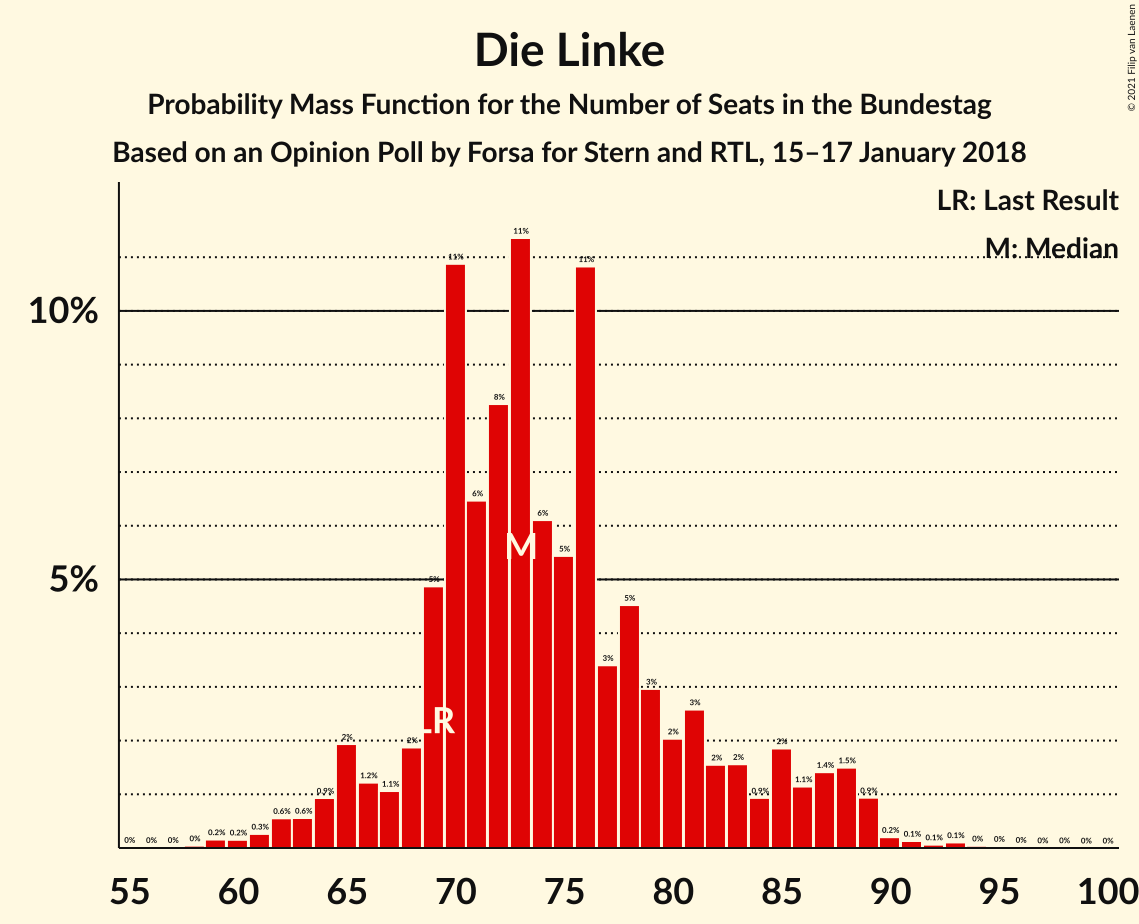 Die Linke
Probability Mass Function for the Number of Seats in the Bundestag
Based on an Opinion Poll by Forsa for Stern and RTL, 15–17 January 2018
© 2021 Filip van Laenen
LR: Last Result
M: Median
10%
5%
0% 0% 0% 0% 0.2% 0.2% 0.3% 0.6% 0.6% 0.9% 2% 1.2% 1.1% 2% 5% 11% 6% 8% 11% 6% 5% 11% 3% 5% 3% 2% 3% 2% 2% 0.9% 2% 1.1% 1.4% 1.5% 0.9% 0.2% 0.1% 0.1% 0.1% 0% 0% 0% 0% 0% 0% 0%
M
LR
55 60 65 70 75 80 85 90 95 100